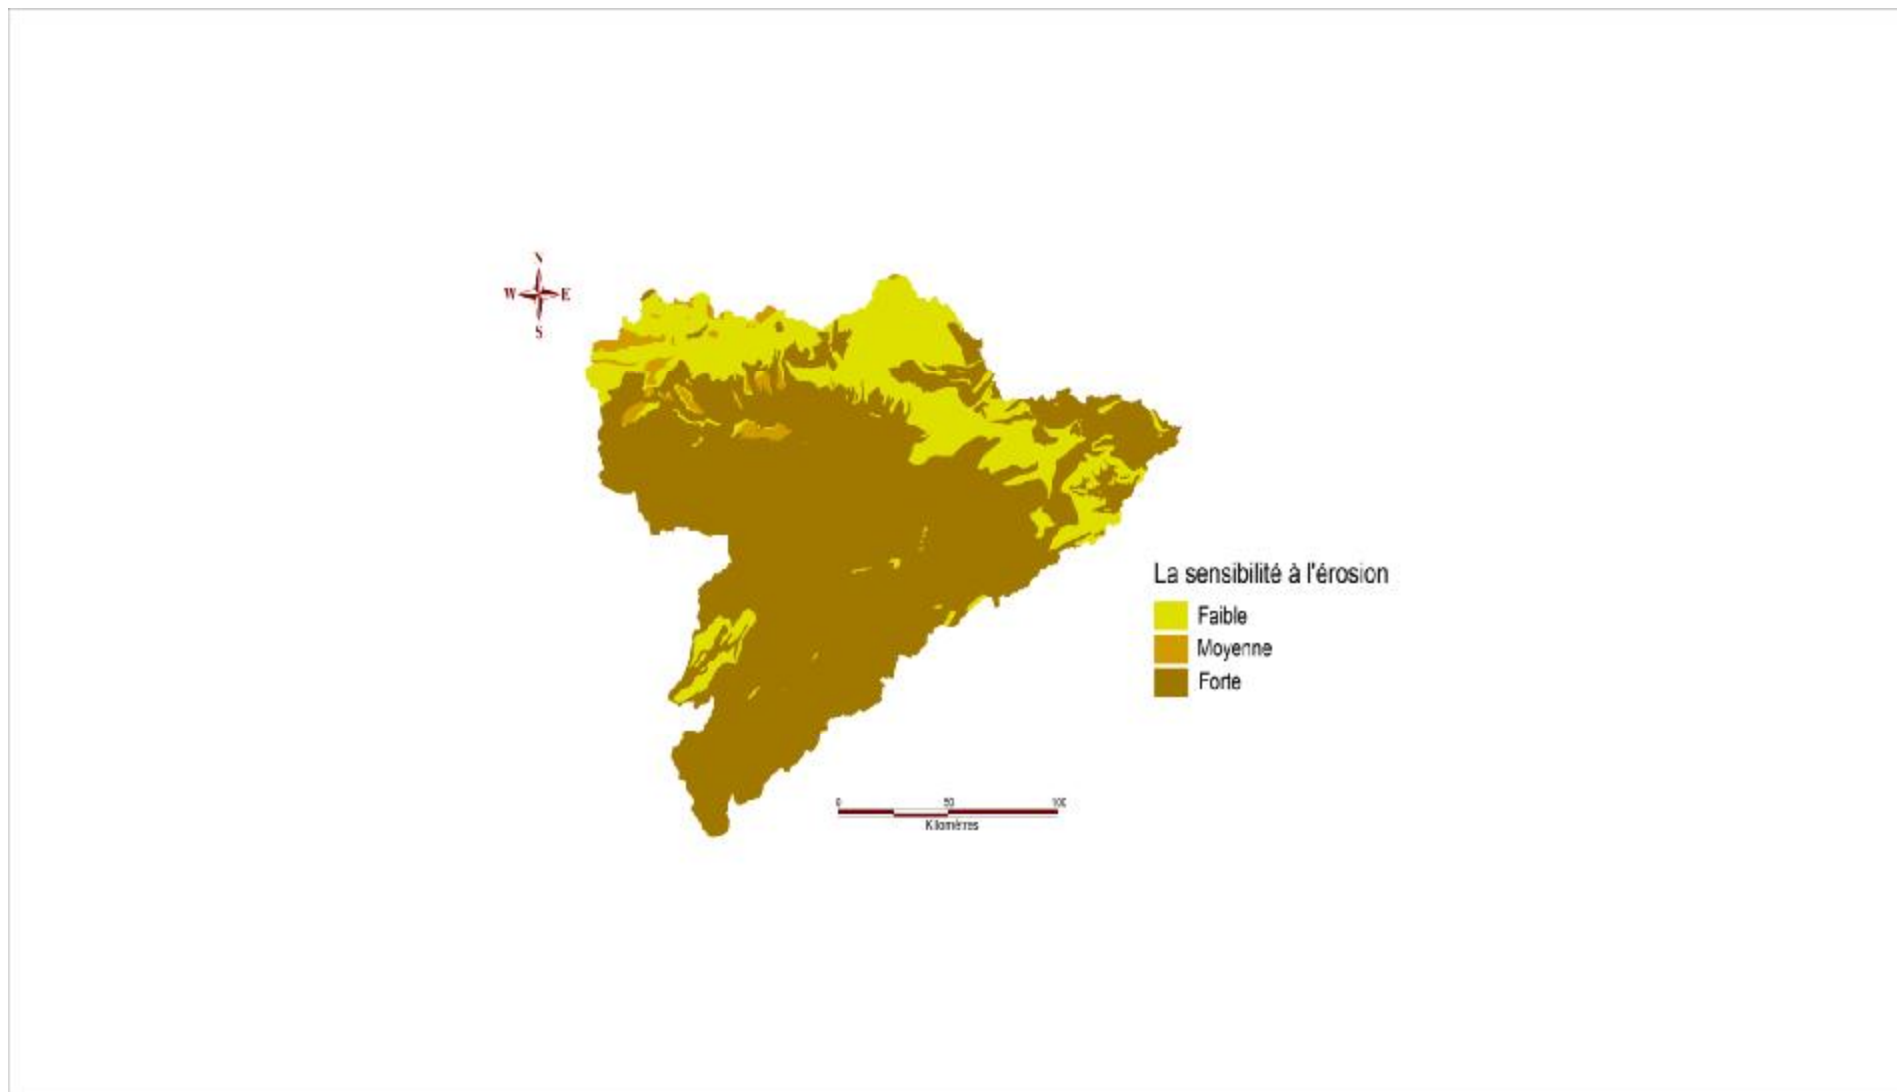 N
W E
S
La sensibilité à l'érosion
Faible
Moyenne
Forte
0 50 100
Kilomètres